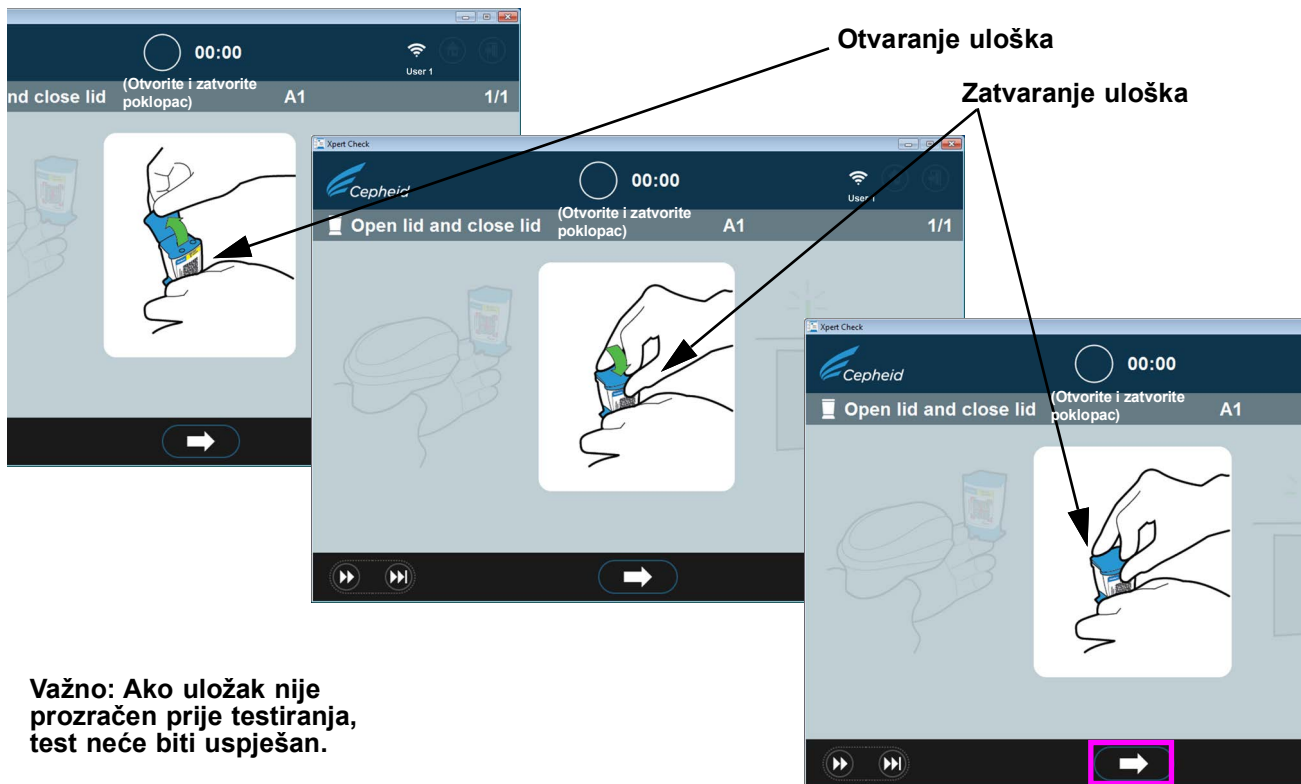 Otvaranje uloška
Zatvaranje uloška
00:00
User 1
nd close lid
(Otvorite i zatvorite
poklopac)
A1
1/1
Xpert Check
Cepheid
00:00
User 1
Open lid and close lid
(Otvorite i zatvorite
poklopac)
A1
1/1
Xpert Check
Cepheid
00:00
Open lid and close lid
(Otvorite i zatvorite
poklopac)
A1
Važno: Ako uložak nije
prozračen prije testiranja,
test neće biti uspješan.